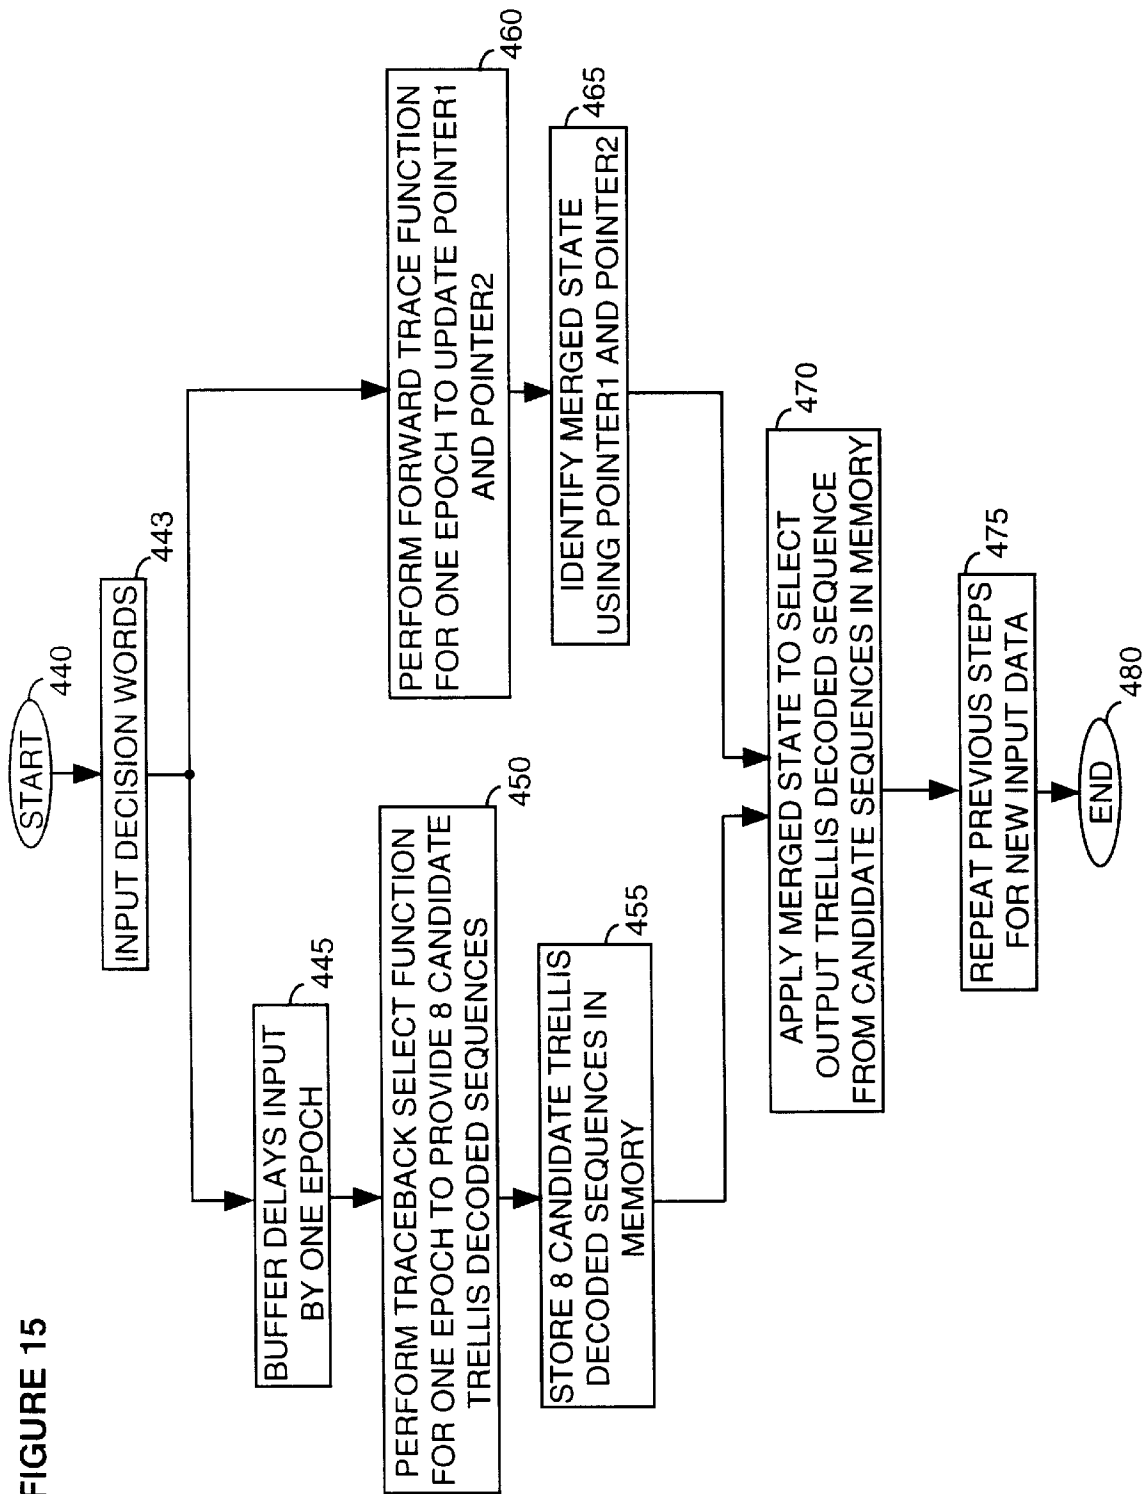 FIGURE 15
START
440
INPUT DECISION WORDS
443
BUFFER DELAYS INPUT
BY ONE EPOCH
445
PERFORM TRACEBACK SELECT FUNCTION
FOR ONE EPOCH TO PROVIDE 8 CANDIDATE
TRELLIS DECODED SEQUENCES
450
STORE 8 CANDIDATE TRELLIS
DECODED SEQUENCES IN
MEMORY
455
PERFORM FORWARD TRACE FUNCTION
FOR ONE EPOCH TO UPDATE POINTER1
AND POINTER2
460
IDENTIFY MERGED STATE
USING POINTER1 AND POINTER2
465
APPLY MERGED STATE TO SELECT
OUTPUT TRELLIS DECODED SEQUENCE
FROM CANDIDATE SEQUENCES IN MEMORY
470
REPEAT PREVIOUS STEPS
FOR NEW INPUT DATA
475
END
480